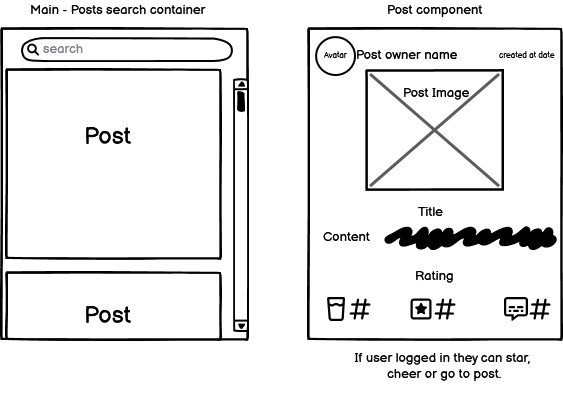 Main - Posts search container
search
Post
Post
Post component
Avatar
Post owner name
created at date
Post Image
Title
Content
Rating
#
#
#
If user logged in they can star,
cheer or go to post.